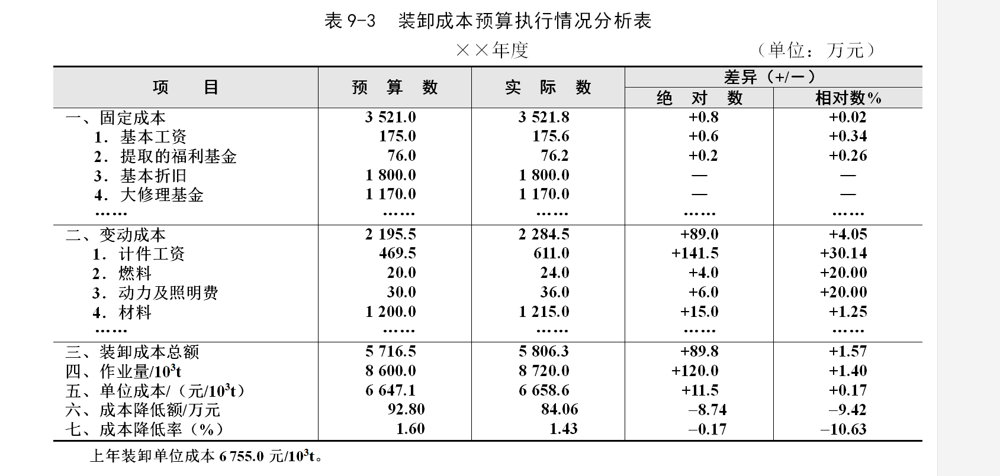 表 9-3 装卸成本预算执行情况分析表
××年度 （单位：万元）
项 目 预 算 数 实 际 数 差异（+/−）
绝 对 数 相对数%
一、固定成本 3 521.0 3 521.8 +0.8 +0.02
1．基本工资 175.0 175.6 +0.6 +0.34
2．提取的福利基金 76.0 76.2 +0.2 +0.26
3．基本折旧 1 800.0 1 800.0 — —
4．大修理基金 1 170.0 1 170.0 — —
…… …… …… …… ……
二、变动成本 2 195.5 2 284.5 +89.0 +4.05
1．计件工资 469.5 611.0 +141.5 +30.14
2．燃料 20.0 24.0 +4.0 +20.00
3．动力及照明费 30.0 36.0 +6.0 +20.00
4．材料 1 200.0 1 215.0 +15.0 +1.25
…… …… …… …… ……
三、装卸成本总额 5 716.5 5 806.3 +89.8 +1.57
四、作业量/10³t 8 600.0 8 720.0 +120.0 +1.40
五、单位成本/（元/10³t） 6 647.1 6 658.6 +11.5 +0.17
六、成本降低额/万元 92.80 84.06 –8.74 –9.42
七、成本降低率（%） 1.60 1.43 –0.17 –10.63
上年装卸单位成本 6 755.0 元/10³t。